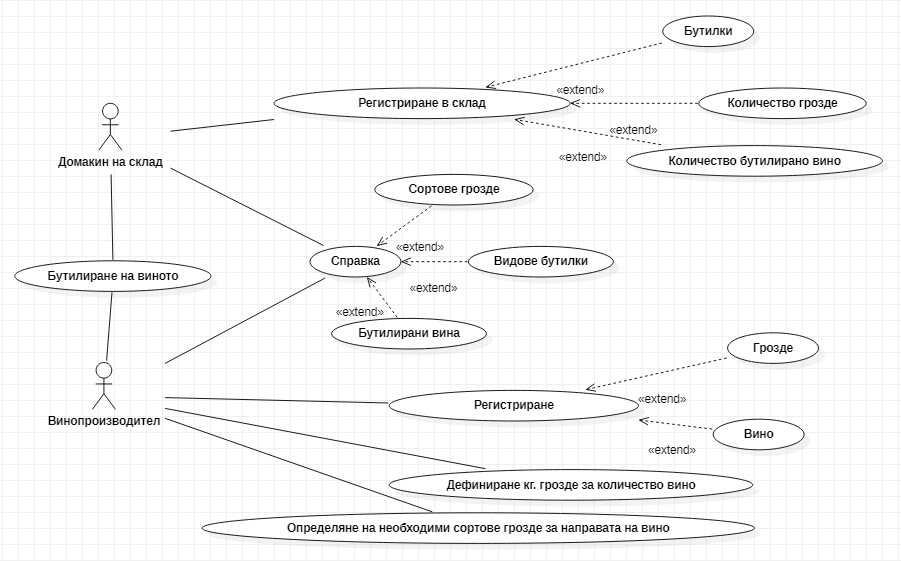 Бутилки
«extend»
Регистриране в склад
Количество грозде
«extend»
Домакин на склад
«extend»
Количество бутилирано вино
Сортове грозде
«extend»
Справка
Видове бутилки
Бутилиране на виното
«extend»
«extend»
Бутилирани вина
Грозде
«extend»
Регистриране
Винопроизводител
Вино
«extend»
Дефиниране кг. грозде за количество вино
Определяне на необходими сортове грозде за направата на вино